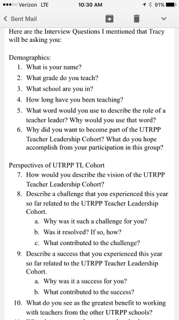 Verizon LTE 10:30 AM 91%
Sent Mail
Here are the Interview Questions I mentioned that Tracy
will be asking you:
Demographics:
1. What is your name?
2. What grade do you teach?
3. What school are you in?
4. How long have you been teaching?
5. What word would you use to describe the role of a
teacher leader? Why would you use that word?
6. Why did you want to become part of the UTRPP
Teacher Leadership Cohort? What do you hope
accomplish from your participation in this group?
Perspectives of UTRPP TL Cohort
7. How would you describe the vision of the UTRPP
Teacher Leadership Cohort?
8. Describe a challenge that you experienced this year
so far related to the UTRPP Teacher Leadership
Cohort.
a. Why was it such a challenge for you?
b. Was it resolved? If so, how?
c. What contributed to the challenge?
9. Describe a success that you experienced this year
so far related to the UTRPP Teacher Leadership
Cohort.
a. Why was it a success for you?
b. What contributed to the success?
10. What do you see as the greatest benefit to working
with teachers from the other UTRPP schools?